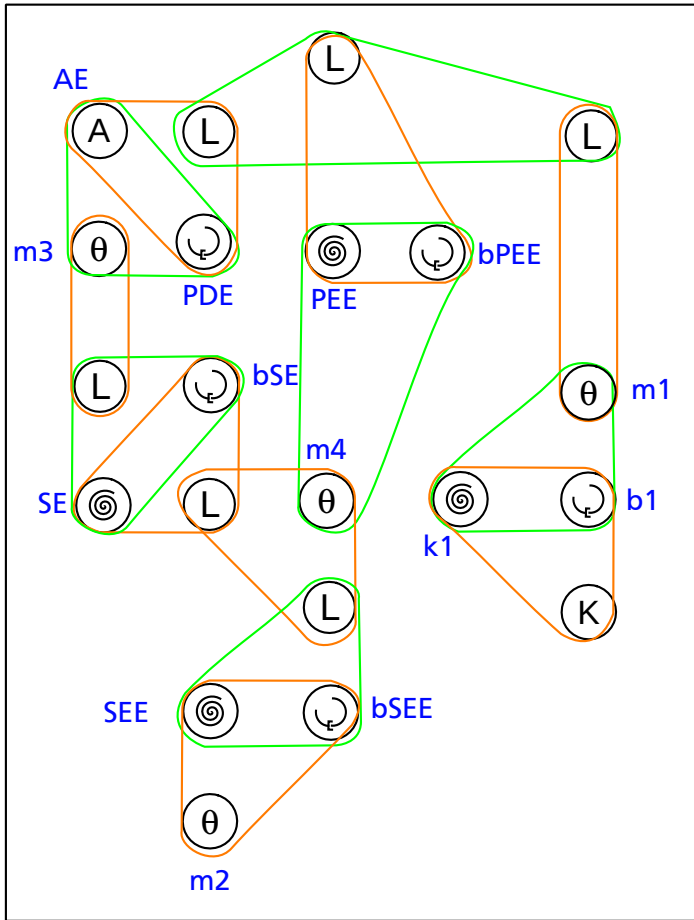 L
AE
A L L
m3 θ bPEE
PDE PEE
L bSE θ m1
m4
SE L θ b1
k1
L K
SEE bSEE
θ
m2